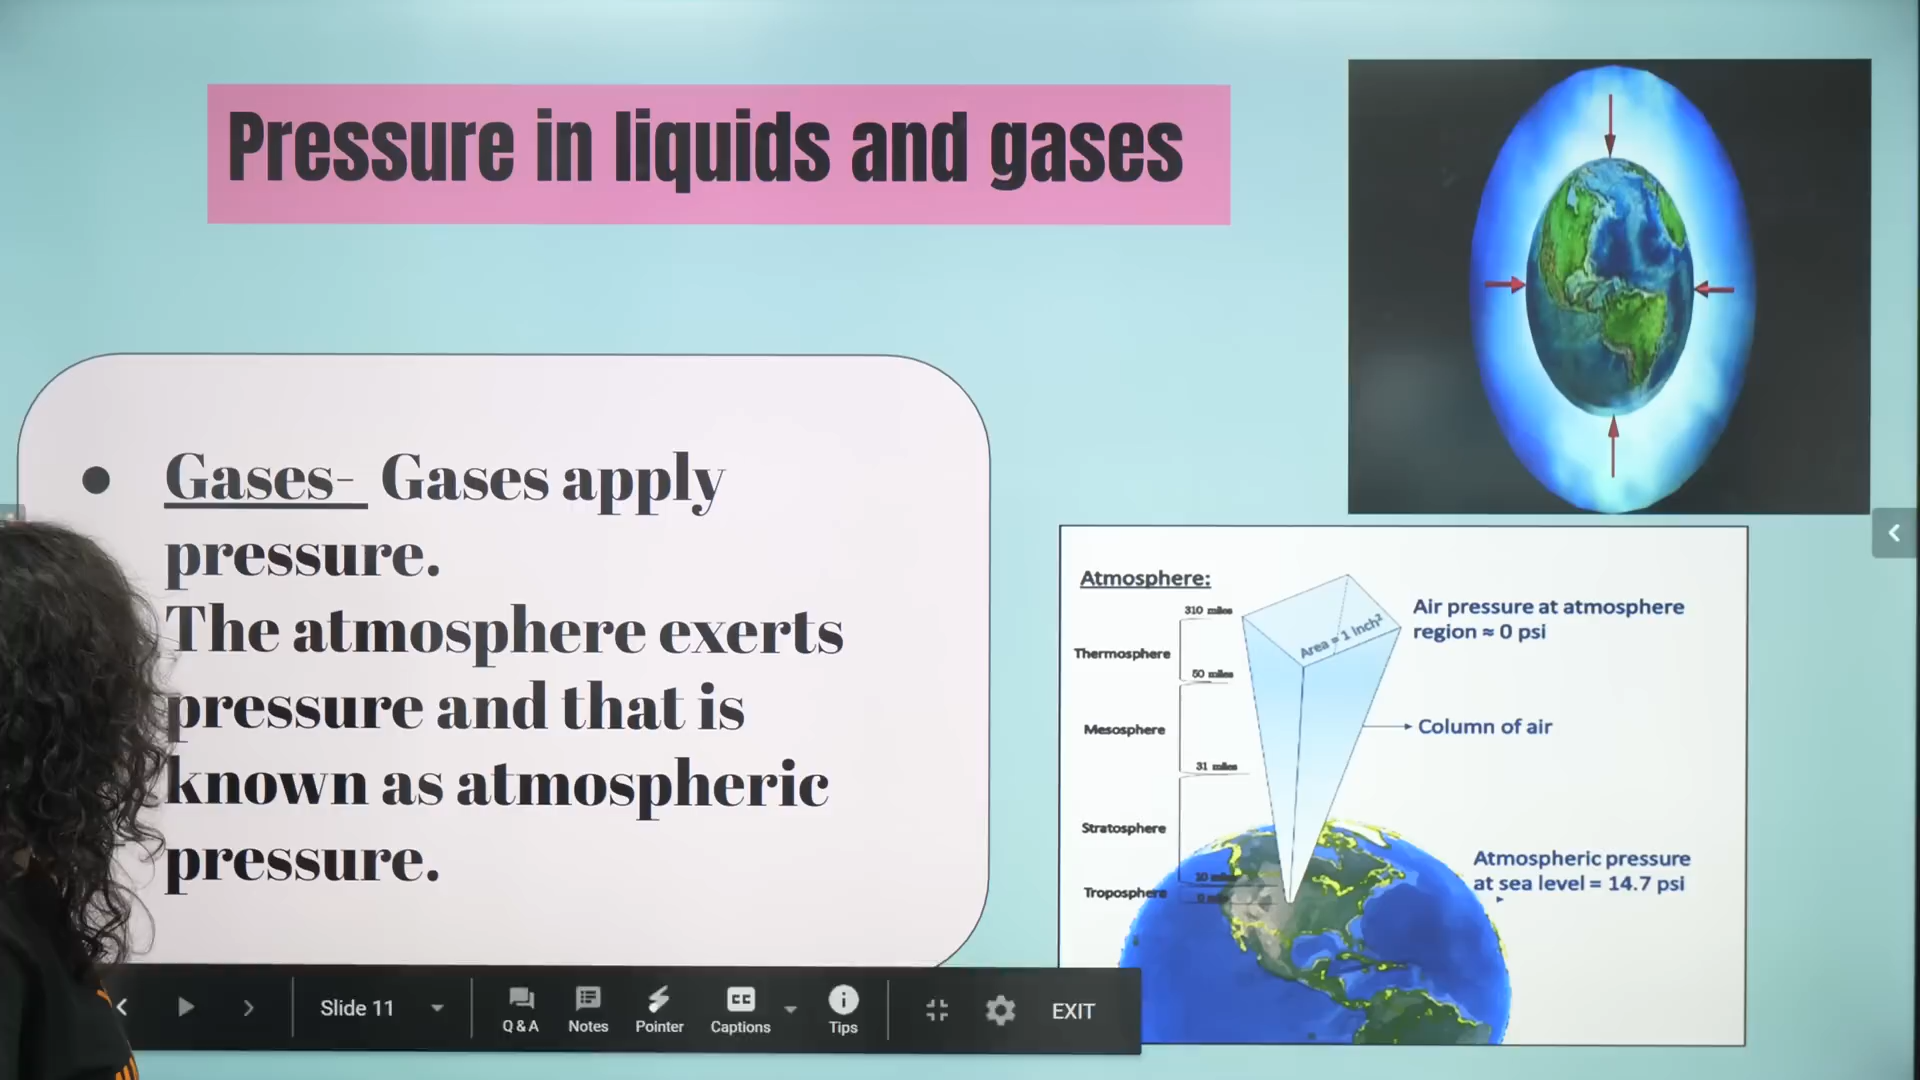 Pressure in liquids and gases
Gases- Gases apply
pressure.
The atmosphere exerts
pressure and that is
known as atmospheric
pressure.
Atmosphere:
310 miles
Thermosphere
50 miles
Mesosphere
31 miles
Stratosphere
10 miles
Troposphere
Area = 1 inch²
Air pressure at atmosphere
region ≈ 0 psi
Column of air
Atmospheric pressure
at sea level = 14.7 psi
Slide 11
Q & A
Notes
Pointer
CC
Captions
Tips
EXIT